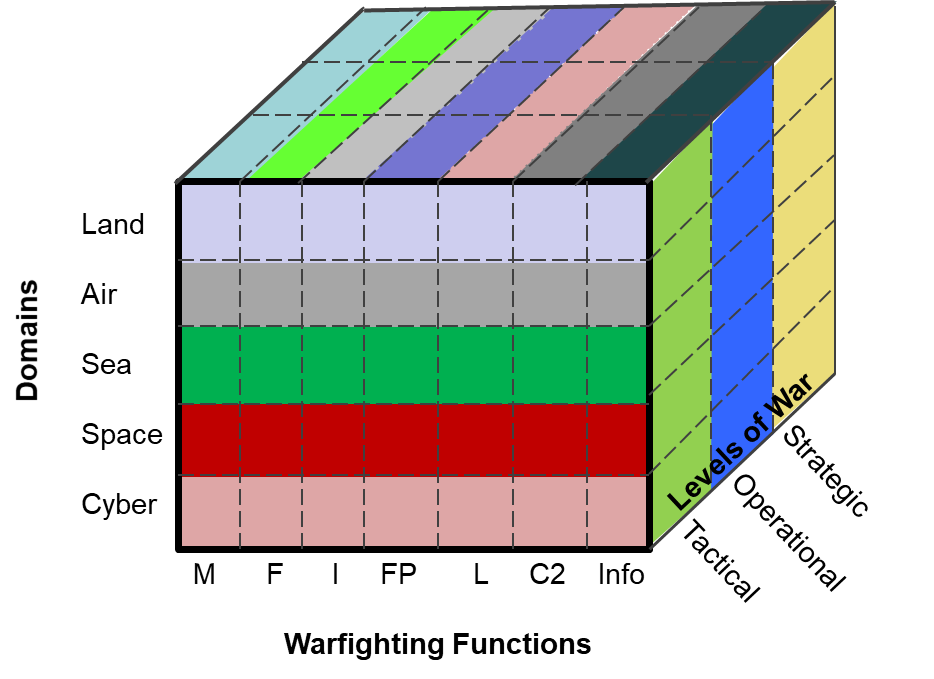 Domains
Land
Air
Sea
Space
Cyber
M F I FP L C2 Info
Warfighting Functions
Levels of War
Tactical
Operational
Strategic